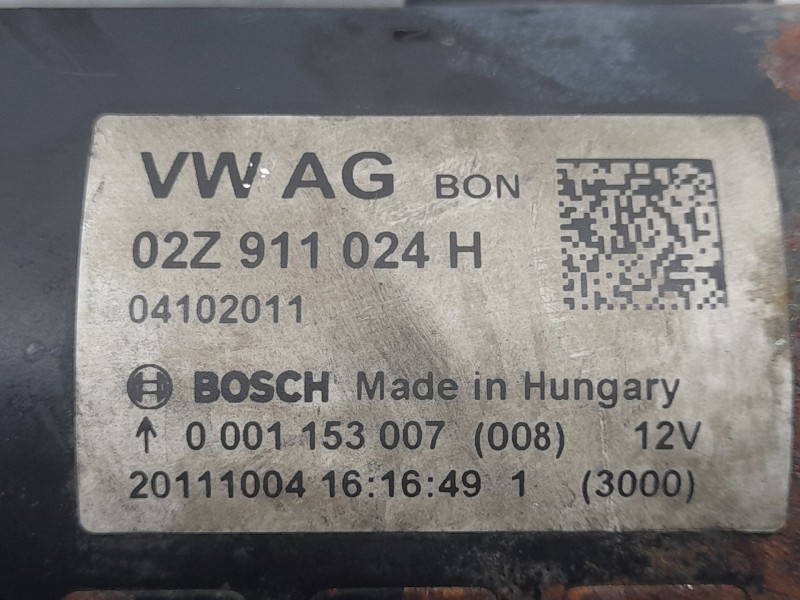 VW AG BON
02Z 911 024 H
04102011
BOSCH Made in Hungary
↑ 0 001 153 007 (008) 12V
20111004 16:16:49 1 (3000)